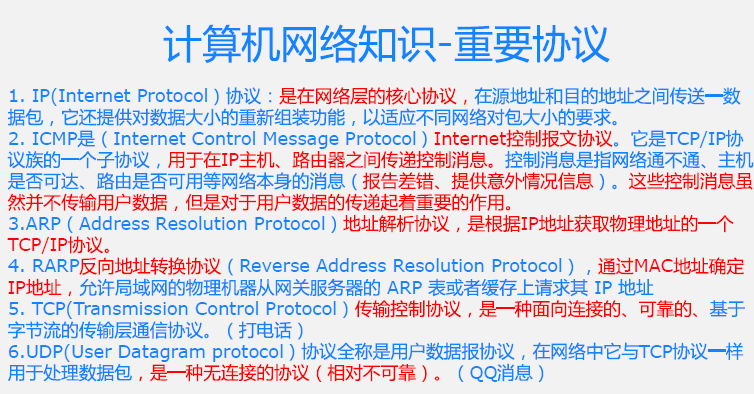 计算机网络知识-重要协议
1. IP(Internet Protocol）协议：是在网络层的核心协议，在源地址和目的地址之间传送一数
据包，它还提供对数据大小的重新组装功能，以适应不同网络对包大小的要求。
2. ICMP是（Internet Control Message Protocol）Internet控制报文协议。它是TCP/IP协
议族的一个子协议，用于在IP主机、路由器之间传递控制消息。控制消息是指网络通不通、主机
是否可达、路由是否可用等网络本身的消息（报告差错、提供意外情况信息）。这些控制消息虽
然并不传输用户数据，但是对于用户数据的传递起着重要的作用。
3.ARP（Address Resolution Protocol）地址解析协议，是根据IP地址获取物理地址的一个
TCP/IP协议。
4. RARP反向地址转换协议（Reverse Address Resolution Protocol），通过MAC地址确定
IP地址，允许局域网的物理机器从网关服务器的 ARP 表或者缓存上请求其 IP 地址
5. TCP(Transmission Control Protocol）传输控制协议，是一种面向连接的、可靠的、基于
字节流的传输层通信协议。（打电话）
6.UDP(User Datagram protocol）协议全称是用户数据报协议，在网络中它与TCP协议一样
用于处理数据包，是一种无连接的协议（相对不可靠）。（QQ消息）